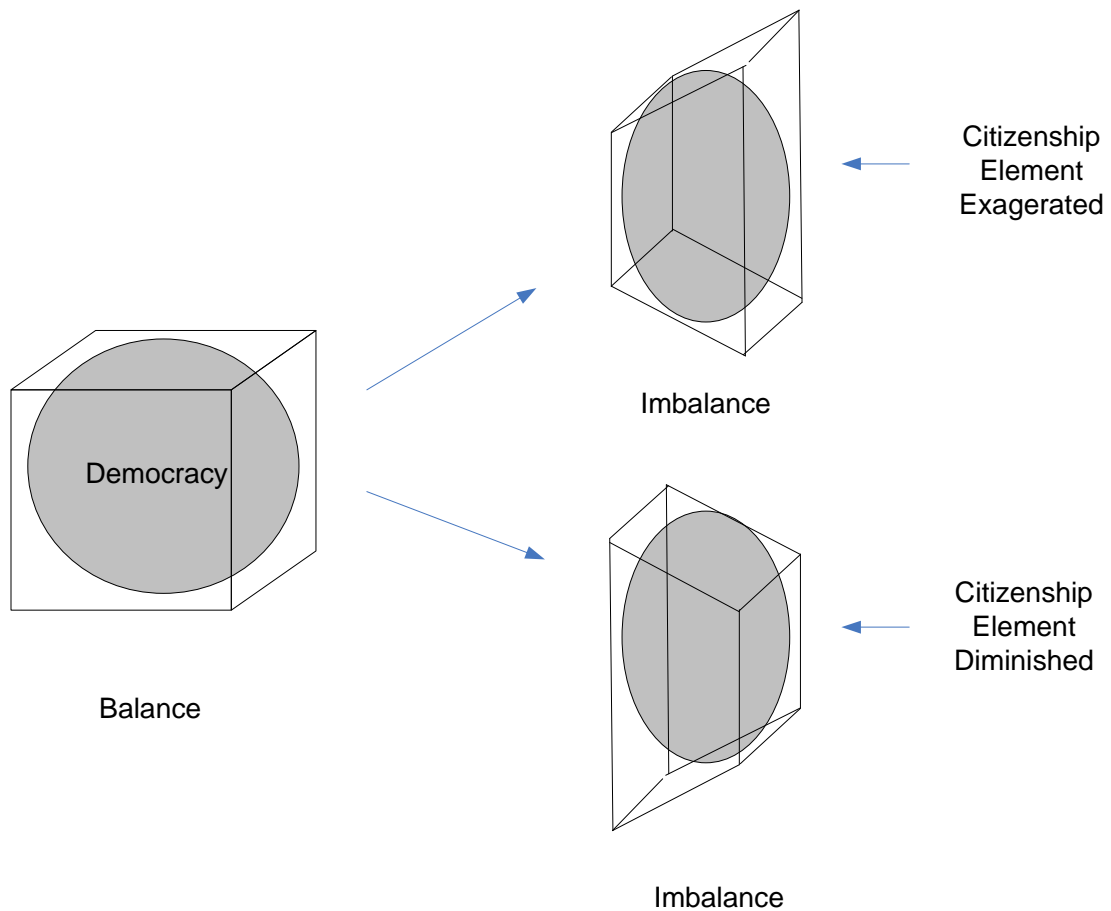 Citizenship
Element
Exagerated
Imbalance
Democracy
Citizenship
Element
Diminished
Balance
Imbalance